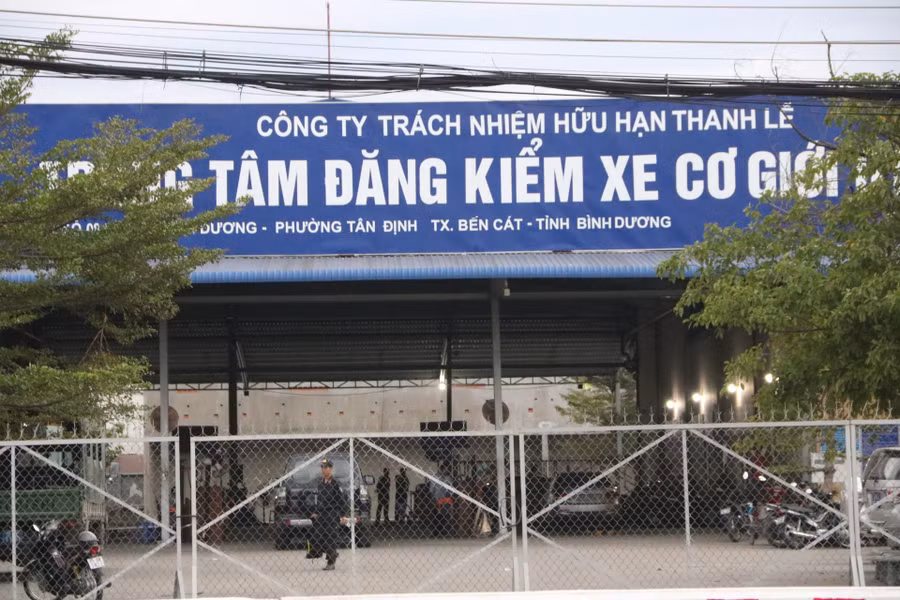 CÔNG TY TRÁCH NHIỆM HỮU HẠN THANH LỄ
TRUNG TÂM ĐĂNG KIỂM XE CƠ GIỚI
DƯƠNG - PHƯỜNG TÂN ĐỊNH TX. BẾN CÁT - TỈNH BÌNH DƯƠNG